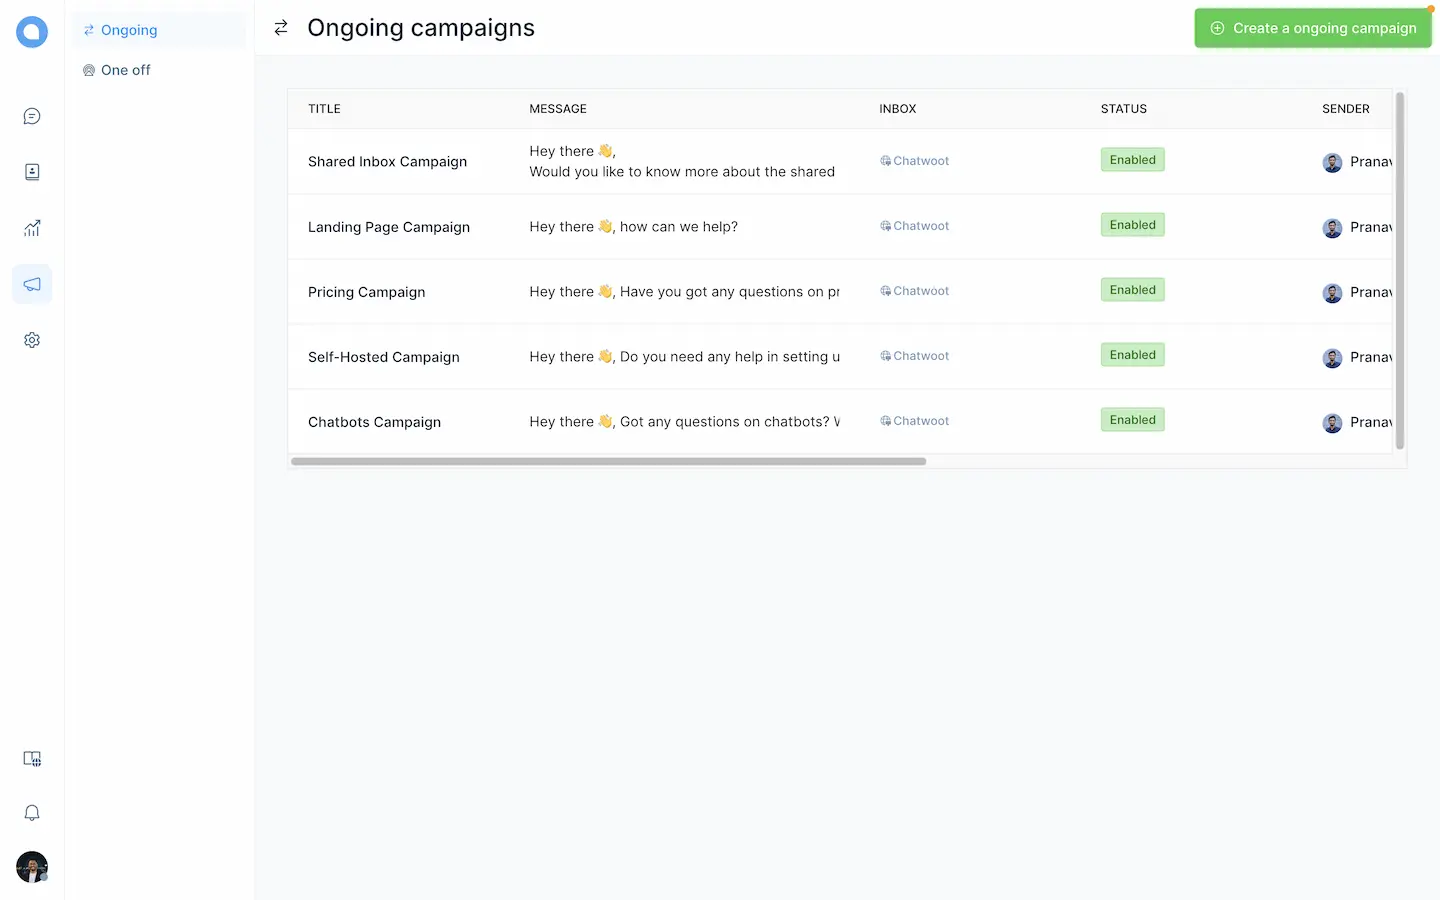 Ongoing
One off
Ongoing campaigns
Create a ongoing campaign
TITLE MESSAGE INBOX STATUS SENDER
Shared Inbox Campaign Hey there 👋, Chatwoot Enabled Pranav
Would you like to know more about the shared
Landing Page Campaign Hey there 👋, how can we help? Chatwoot Enabled Pranav
Pricing Campaign Hey there 👋, Have you got any questions on pr Chatwoot Enabled Pranav
Self-Hosted Campaign Hey there 👋, Do you need any help in setting u Chatwoot Enabled Pranav
Chatbots Campaign Hey there 👋, Got any questions on chatbots? Chatwoot Enabled Pranav